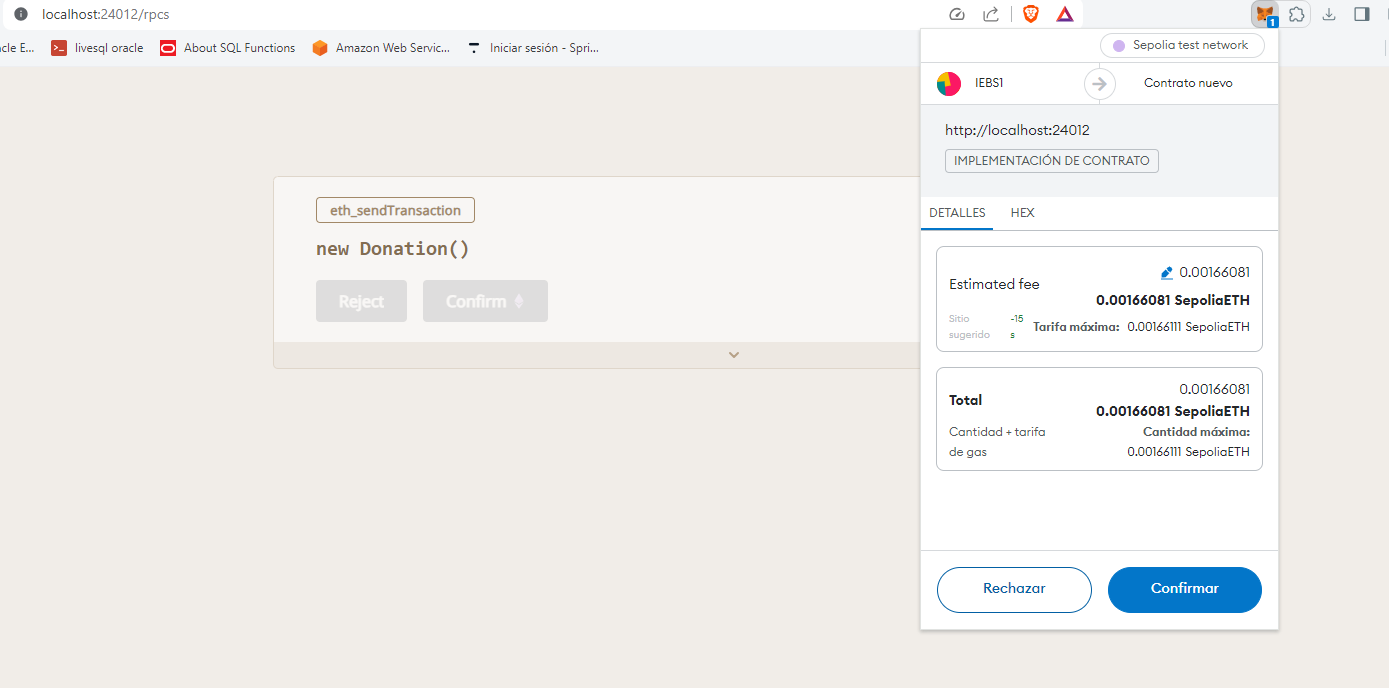 localhost:24012/rpcs
1
cle E...
livesql oracle
About SQL Functions
Amazon Web Servic...
Iniciar sesión - Spri...
Sepolia test network
IEBS1
Contrato nuevo
http://localhost:24012
IMPLEMENTACIÓN DE CONTRATO
DETALLES
HEX
eth_sendTransaction
new Donation()
Reject
Confirm
Estimated fee
0.00166081
0.00166081 SepoliaETH
Sitio sugerido
~15 s
Tarifa máxima: 0.00166111 SepoliaETH
Total
0.00166081
0.00166081 SepoliaETH
Cantidad + tarifa
de gas
Cantidad máxima:
0.00166111 SepoliaETH
Rechazar
Confirmar